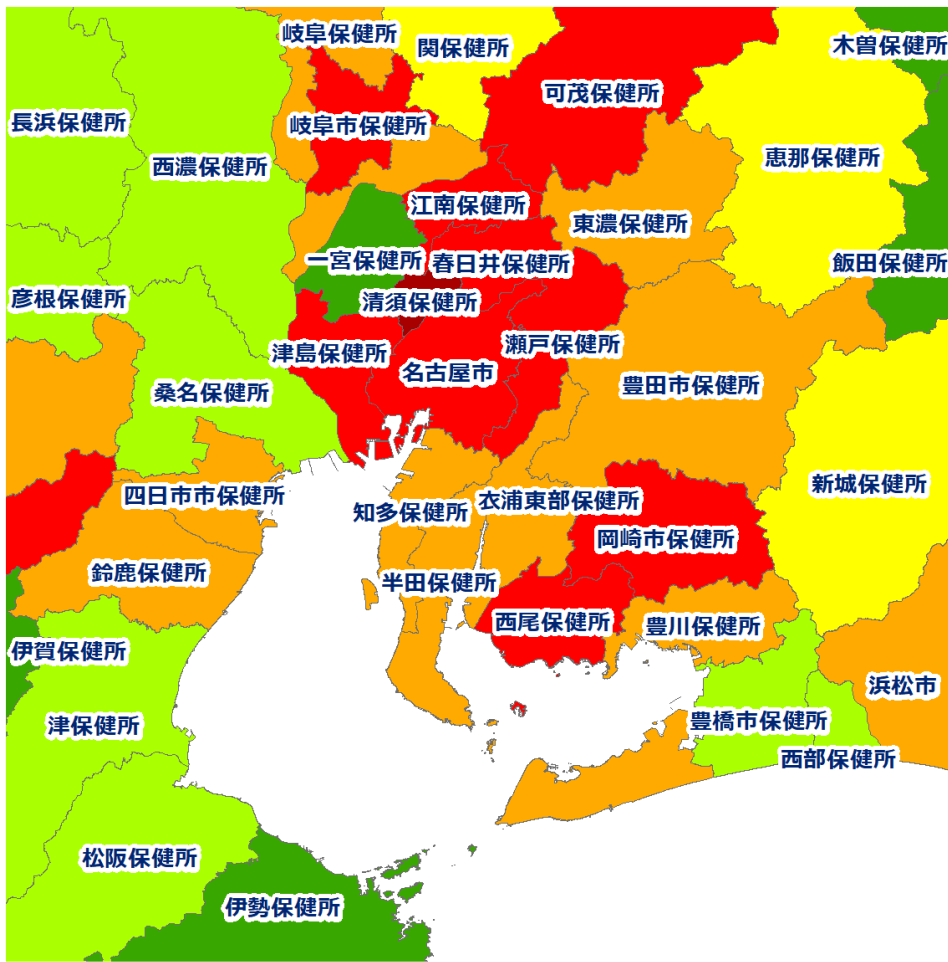 岐阜保健所
関保健所
木曽保健所
可茂保健所
長浜保健所
岐阜市保健所
西濃保健所
恵那保健所
江南保健所
東濃保健所
一宮保健所
春日井保健所
飯田保健所
彦根保健所
清須保健所
津島保健所
瀬戸保健所
名古屋市
桑名保健所
豊田市保健所
新城保健所
四日市市保健所
知多保健所
衣浦東部保健所
岡崎市保健所
鈴鹿保健所
半田保健所
西尾保健所
豊川保健所
伊賀保健所
浜松市
津保健所
豊橋市保健所
西部保健所
松阪保健所
伊勢保健所